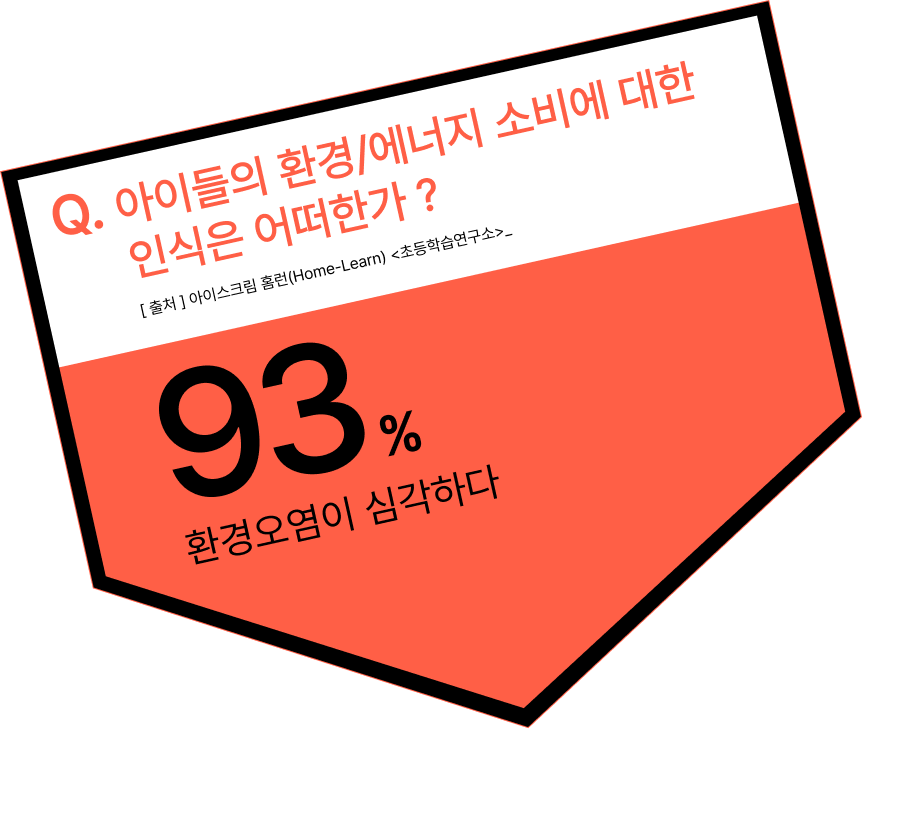 Q. 아이들의 환경/에너지 소비에 대한
인식은 어떠한가 ?
[ 출처 ] 아이스크림 홈런(Home-Learn) <초등학습연구소>_
93 %
환경오염이 심각하다